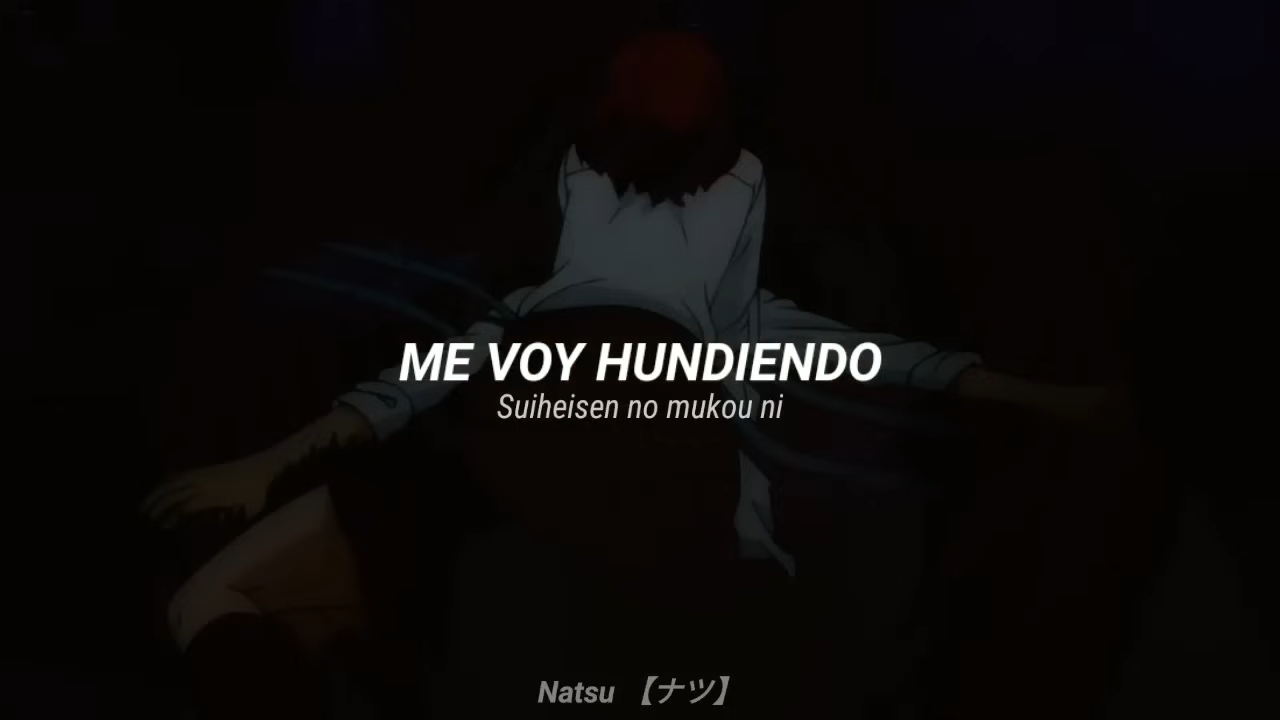 ME VOY HUNDIENDO
Suiheisen no mukou ni
Natsu 【ナツ】